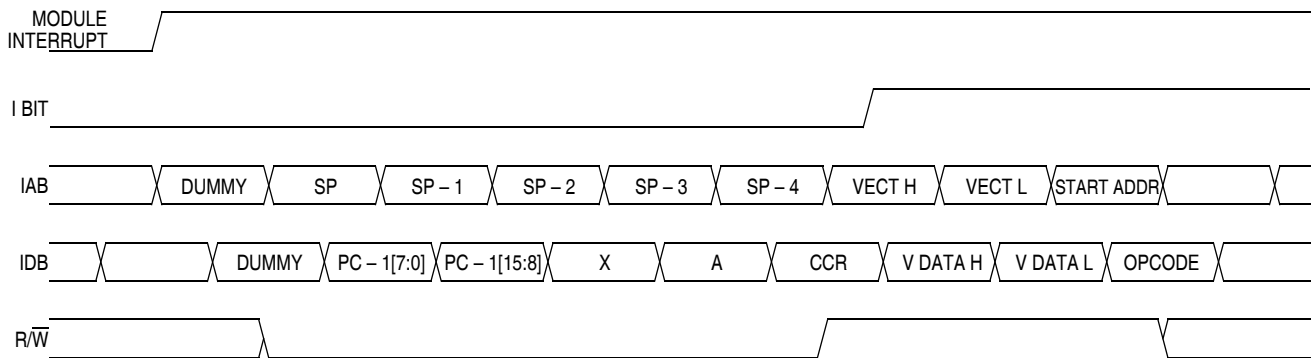 MODULE
INTERRUPT
I BIT
IAB DUMMY SP SP – 1 SP – 2 SP – 3 SP – 4 VECT H VECT L START ADDR
IDB DUMMY PC – 1[7:0] PC – 1[15:8] X A CCR V DATA H V DATA L OPCODE
R/W̅